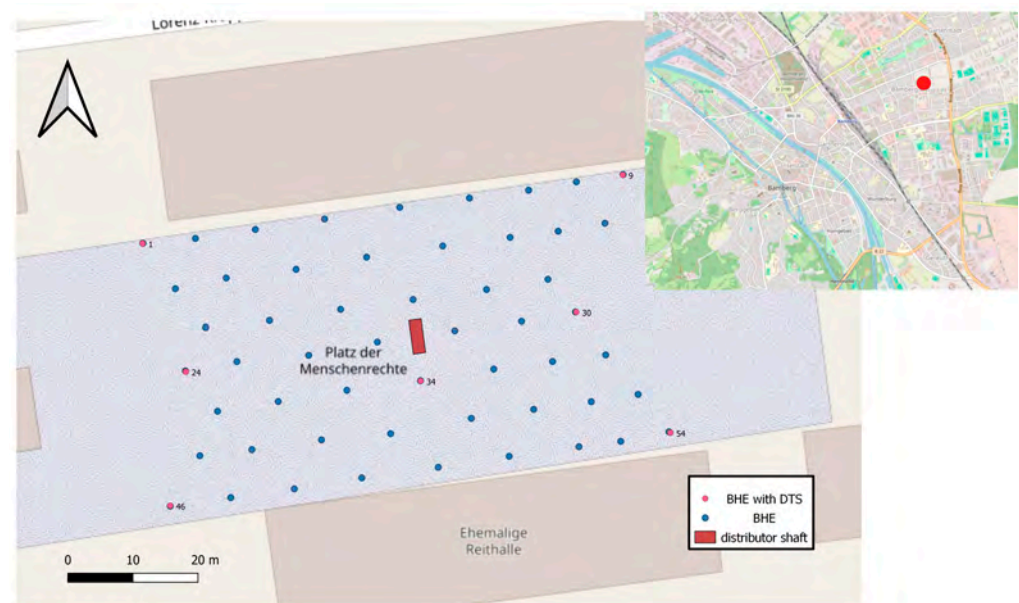 9
1
30
Platz der
Menschenrechte
24
34
54
46
BHE with DTS
BHE
distributor shaft
Ehemalige
Reithalle
0 10 20 m
Bamberg